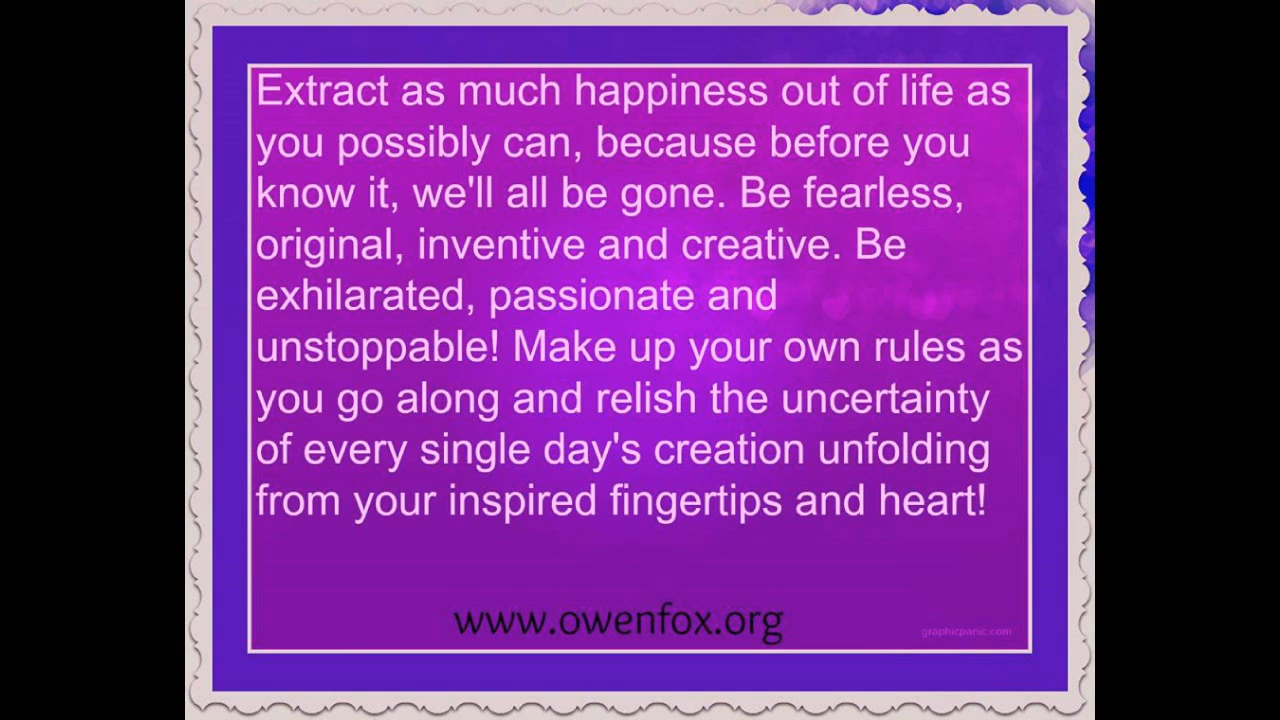 Extract as much happiness out of life as
you possibly can, because before you
know it, we'll all be gone. Be fearless,
original, inventive and creative. Be
exhilarated, passionate and
unstoppable! Make up your own rules as
you go along and relish the uncertainty
of every single day's creation unfolding
from your inspired fingertips and heart!
www.owenfox.org
graphicpanic.com